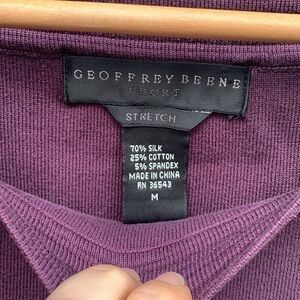 GEOFFREY BEENE
SPORT
STRETCH
70% SILK
25% COTTON
5% SPANDEX
MADE IN CHINA
RN 36543
M